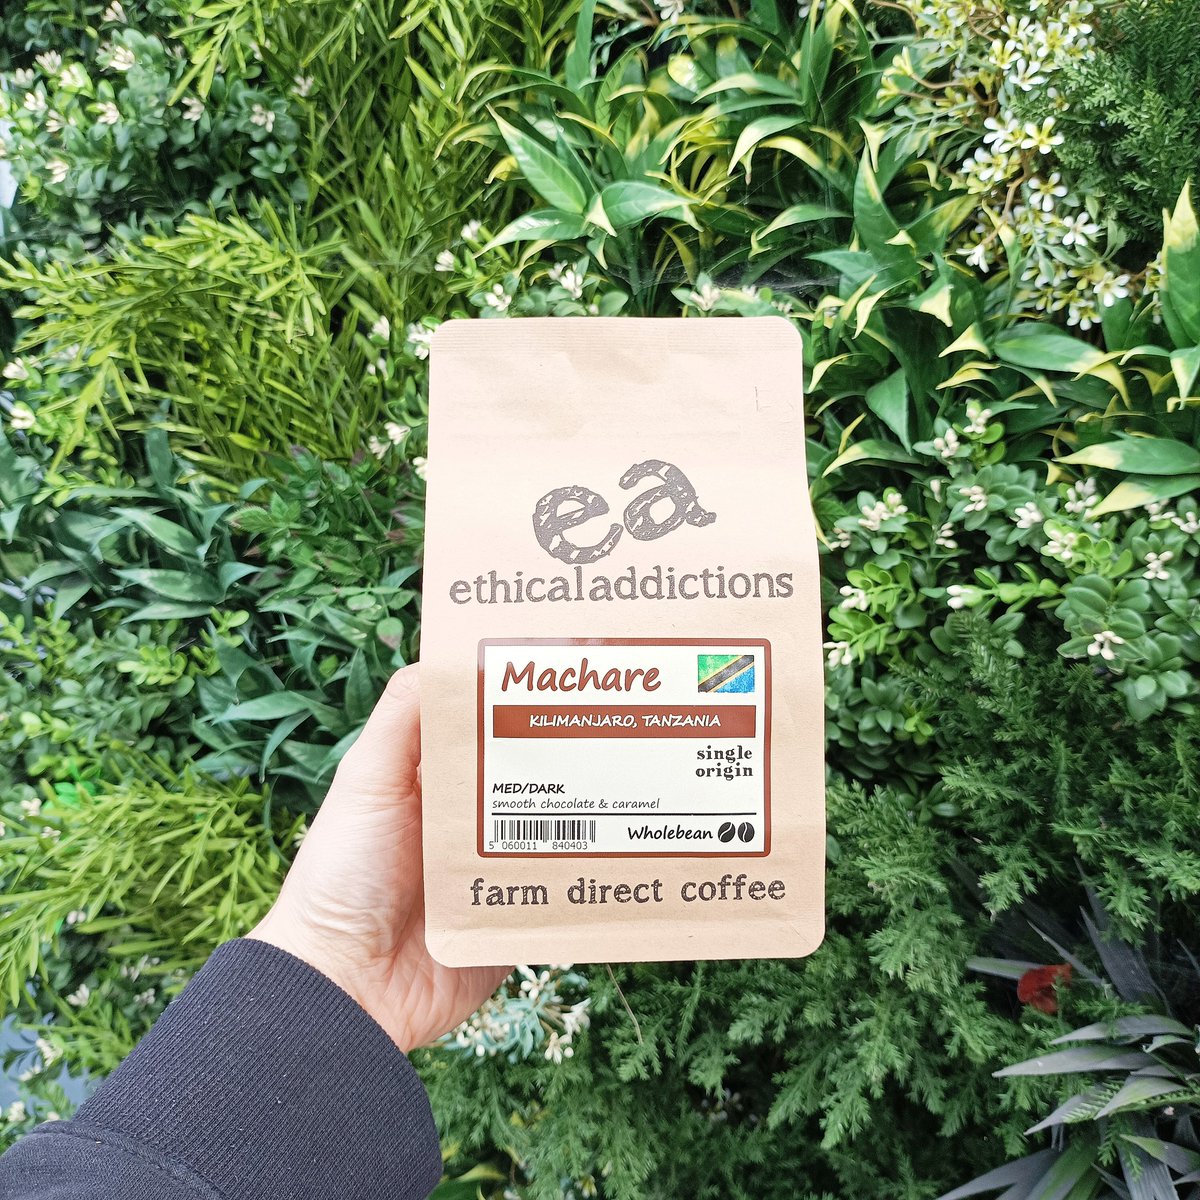 ea
ethicaladdictions
Machare
KILIMANJARO, TANZANIA
single
origin
MED/DARK
smooth chocolate & caramel
5 060011 840403
Wholebean
farm direct coffee